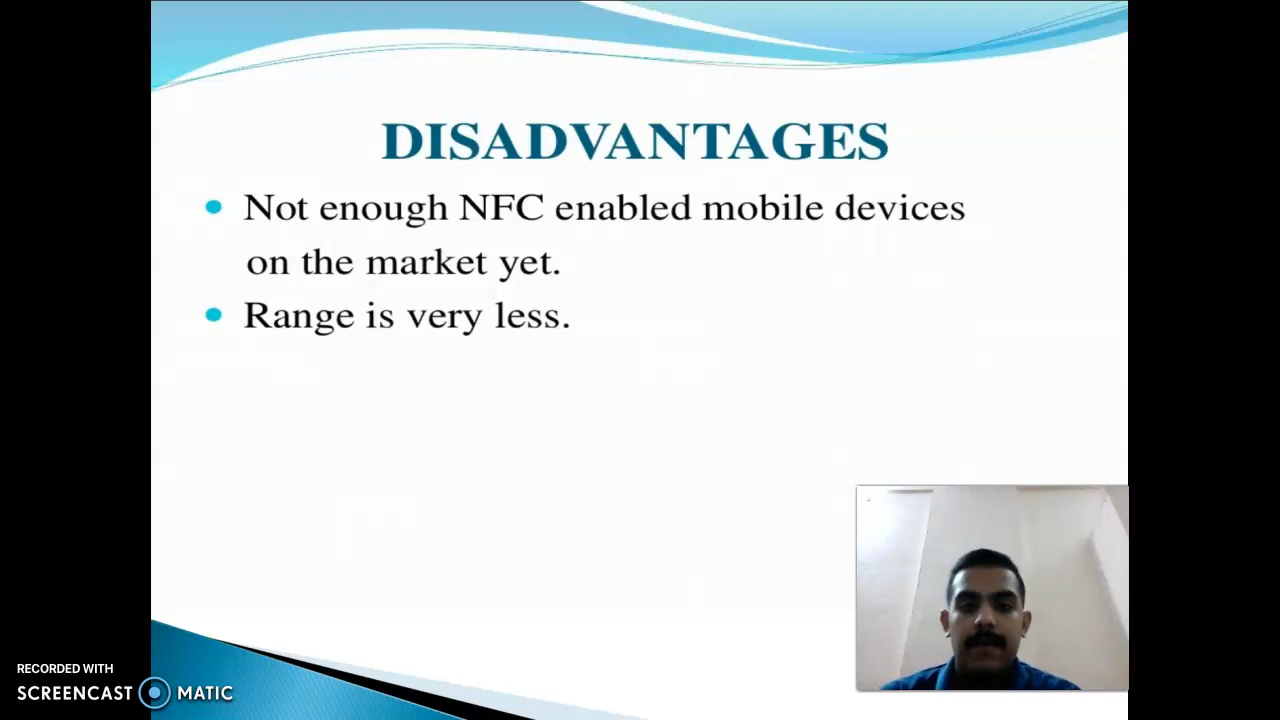 DISADVANTAGES
Not enough NFC enabled mobile devices
on the market yet.
Range is very less.
RECORDED WITH
SCREENCAST MATIC